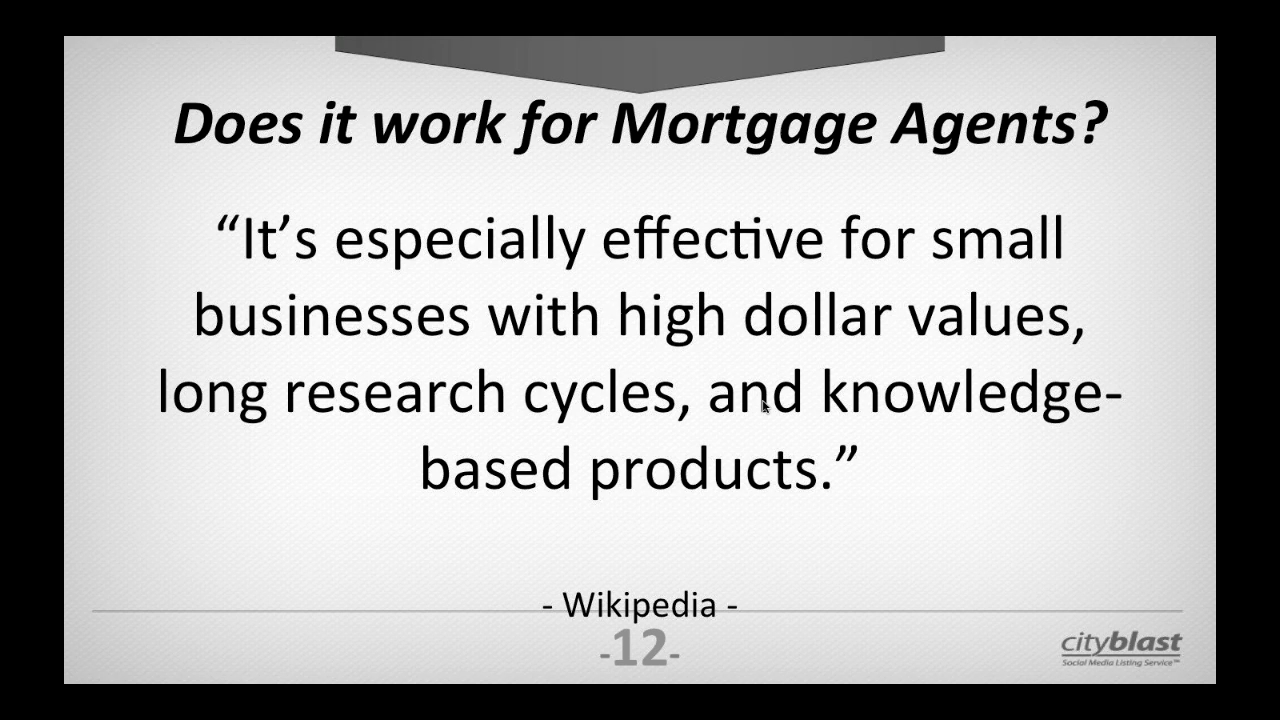 Does it work for Mortgage Agents?
“It’s especially effective for small
businesses with high dollar values,
long research cycles, and knowledge-
based products.”
- Wikipedia -
-12-
cityblast
Social Media Listing Service™